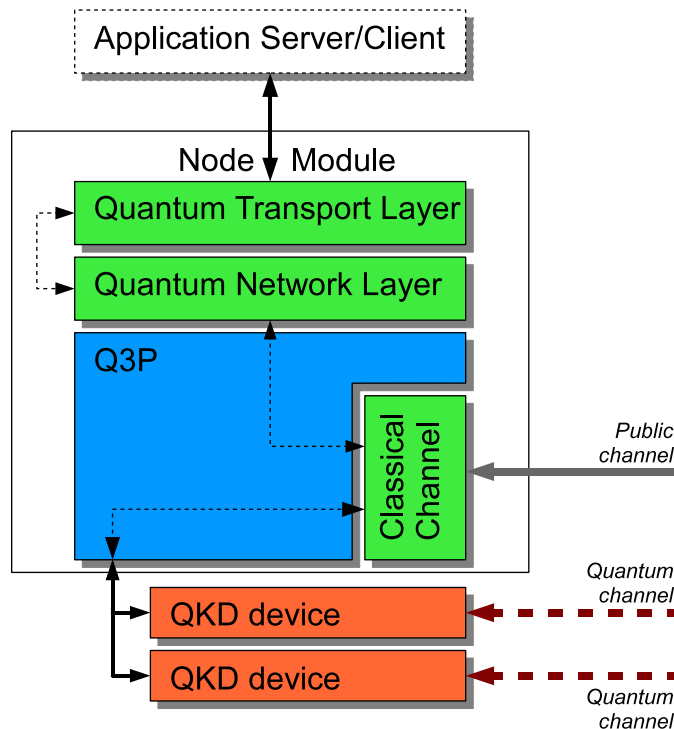 Application Server/Client
Node Module
Quantum Transport Layer
Quantum Network Layer
Q3P
Classical
Channel
Public
channel
Quantum
channel
QKD device
QKD device
Quantum
channel